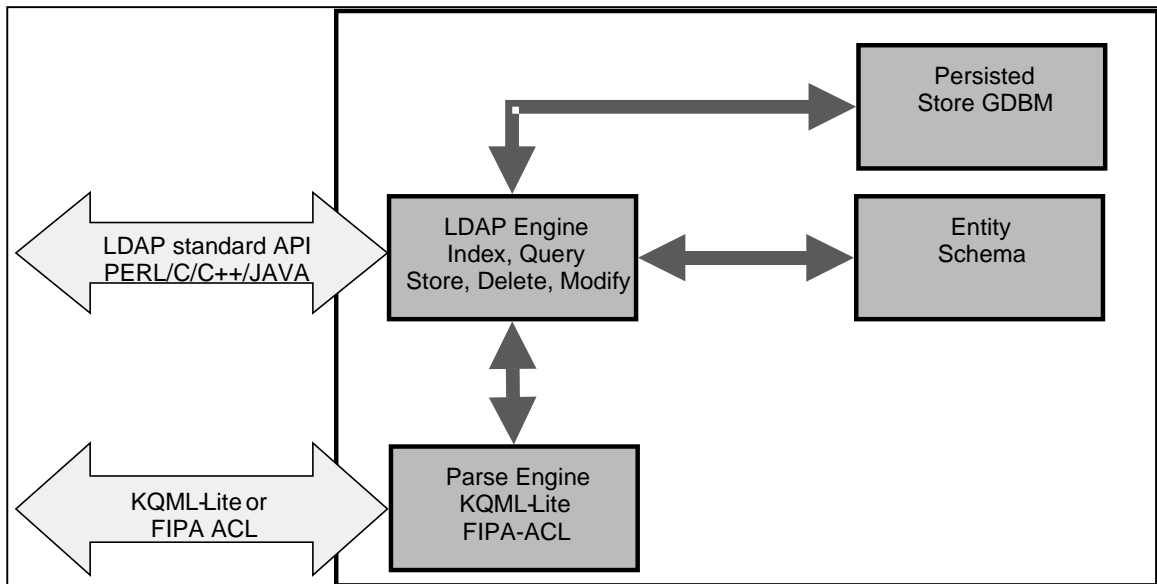 Persisted
Store GDBM
LDAP standard API
PERL/C/C++/JAVA
LDAP Engine
Index, Query
Store, Delete, Modify
Entity
Schema
KQML-Lite or
FIPA ACL
Parse Engine
KQML-Lite
FIPA-ACL